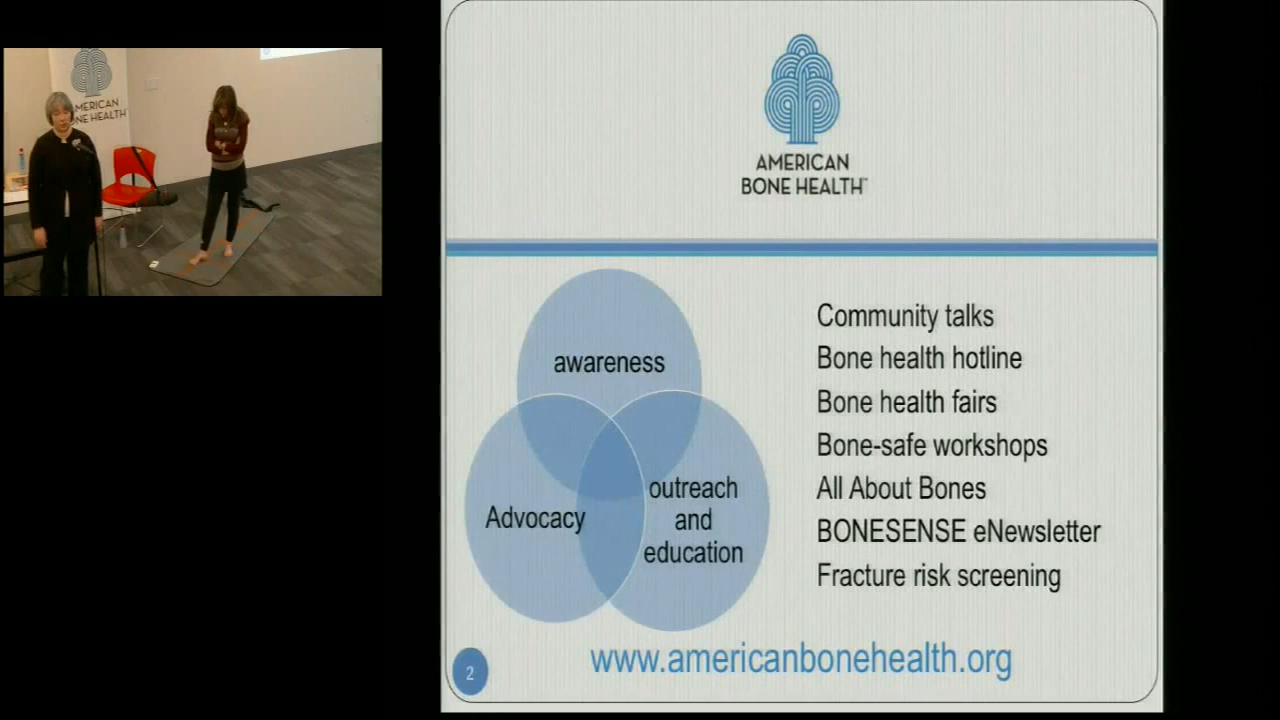 AMERICAN
BONE HEALTH
AMERICAN
BONE HEALTH™
awareness
Advocacy
outreach
and
education
Community talks
Bone health hotline
Bone health fairs
Bone-safe workshops
All About Bones
BONESENSE eNewsletter
Fracture risk screening
www.americanbonehealth.org
2